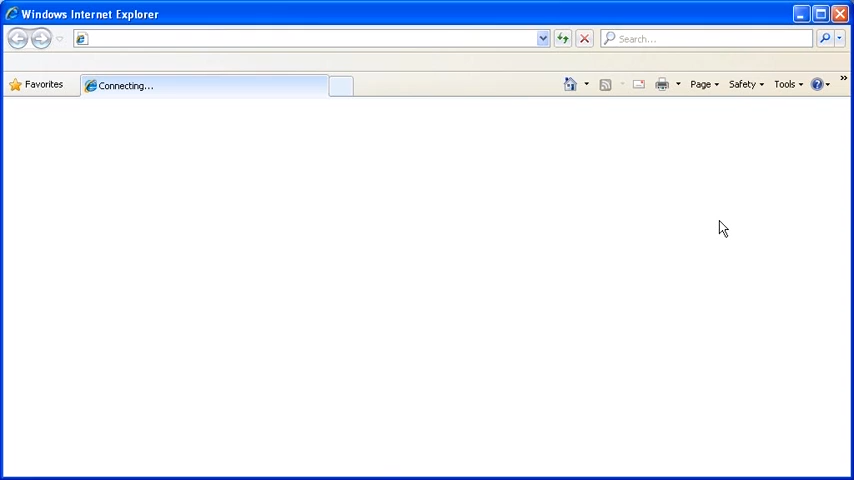 Windows Internet Explorer
Search...
Favorites
Connecting...
Page
Safety
Tools